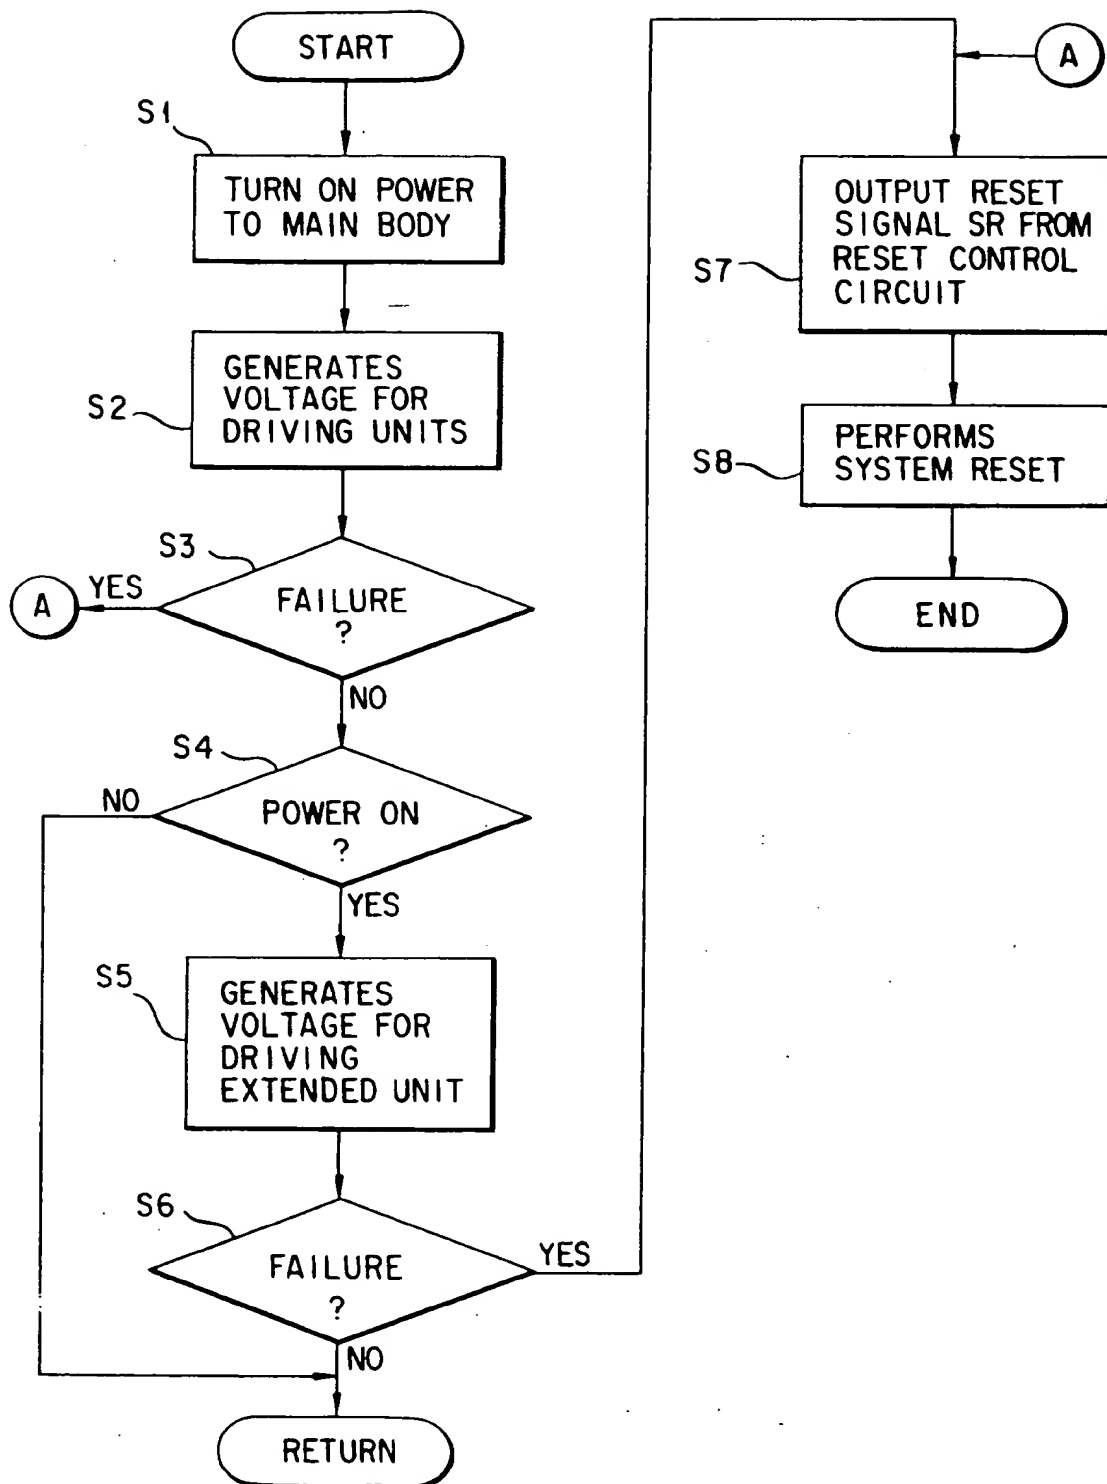 START
S1
TURN ON POWER
TO MAIN BODY
S2
GENERATES
VOLTAGE FOR
DRIVING UNITS
S3
FAILURE
?
YES
A
NO
S4
POWER ON
?
NO
YES
S5
GENERATES
VOLTAGE FOR
DRIVING
EXTENDED UNIT
S6
FAILURE
?
YES
NO
RETURN
A
S7
OUTPUT RESET
SIGNAL SR FROM
RESET CONTROL
CIRCUIT
S8
PERFORMS
SYSTEM RESET
END